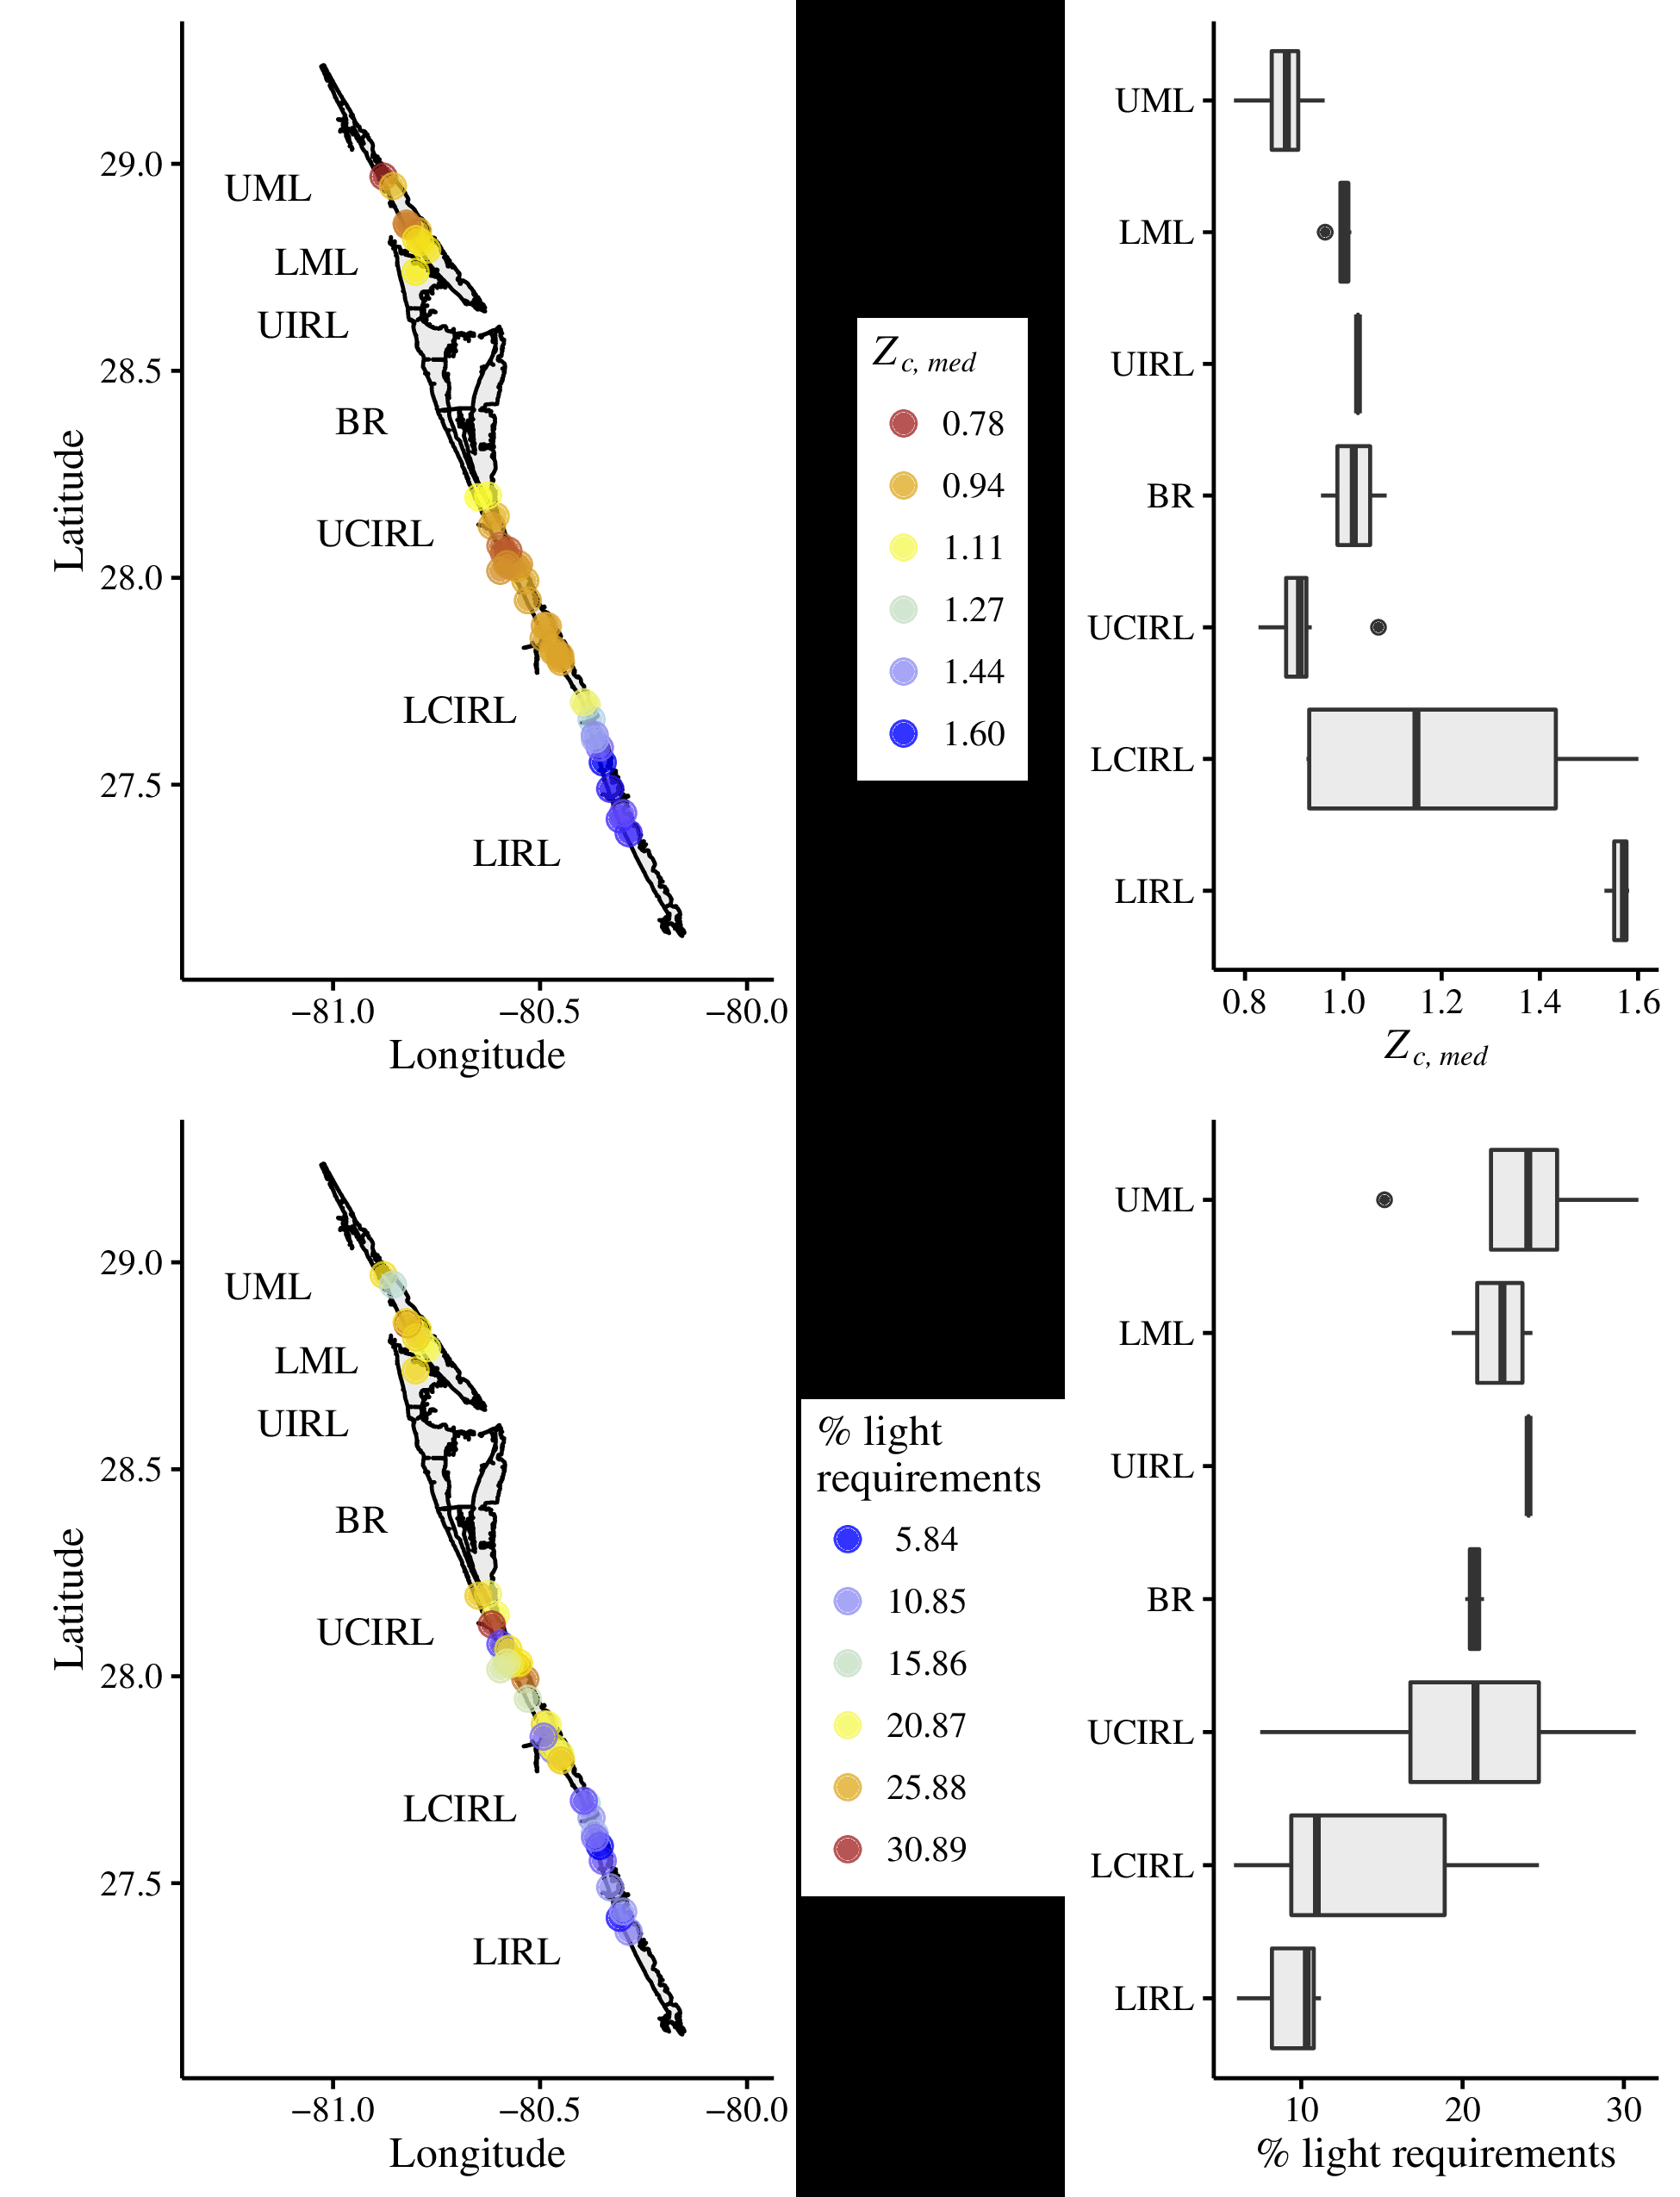 29.0
28.5
28.0
27.5
Latitude
UML
LML
UIRL
BR
UCIRL
LCIRL
LIRL
−81.0 −80.5 −80.0
Longitude
Z c, med
0.78
0.94
1.11
1.27
1.44
1.60
UML
LML
UIRL
BR
UCIRL
LCIRL
LIRL
0.8 1.0 1.2 1.4 1.6
Z c, med
29.0
28.5
28.0
27.5
Latitude
UML
LML
UIRL
BR
UCIRL
LCIRL
LIRL
−81.0 −80.5 −80.0
Longitude
% light
requirements
5.84
10.85
15.86
20.87
25.88
30.89
UML
LML
UIRL
BR
UCIRL
LCIRL
LIRL
10 20 30
% light requirements